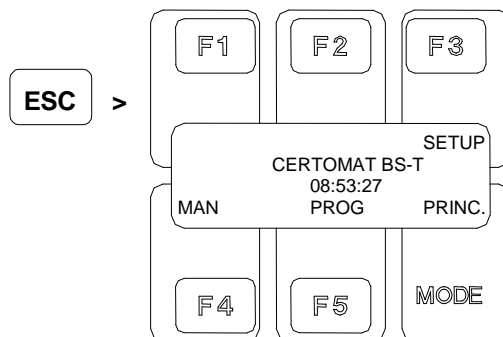 F1 F2 F3
ESC >
SETUP
CERTOMAT BS-T
08:53:27
MAN PROG PRINC.
F4 F5 MODE